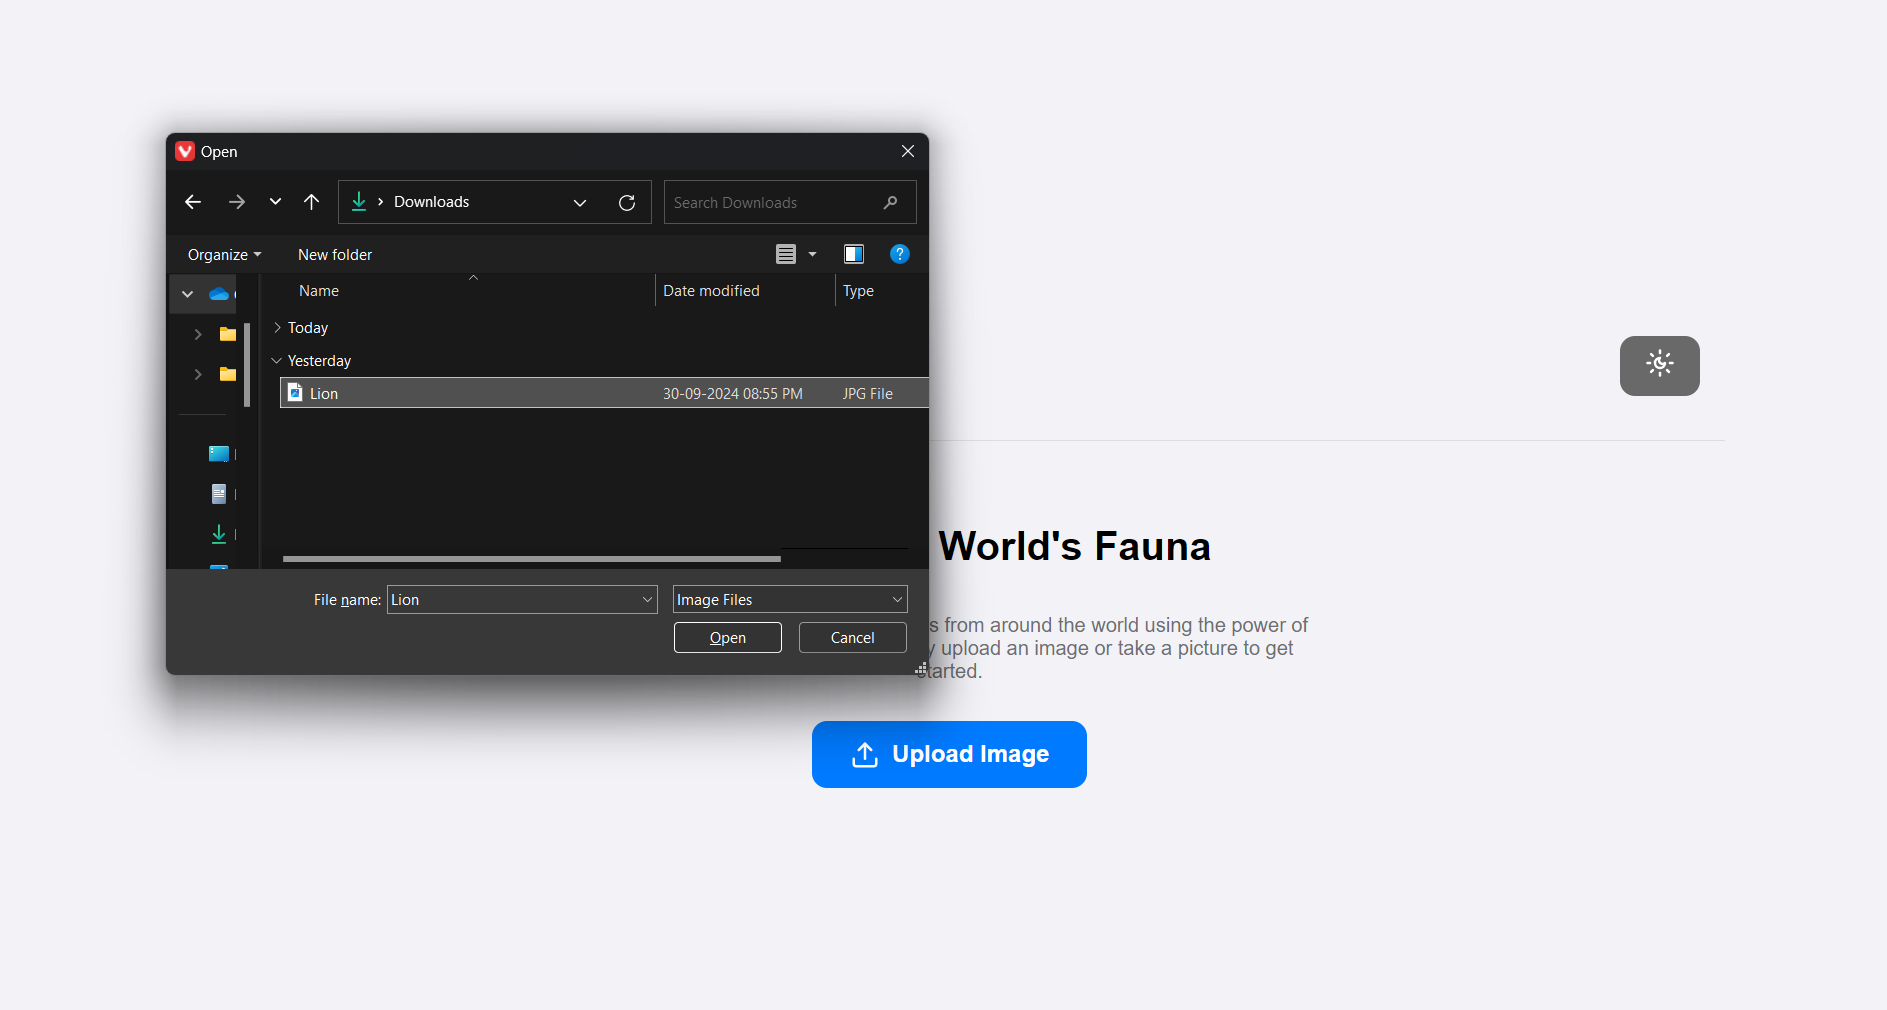 Open
Downloads
Search Downloads
Organize
New folder
Name
Date modified
Type
Today
Yesterday
Lion
30-09-2024 08:55 PM
JPG File
File name:
Lion
Image Files
Open
Cancel
World's Fauna
s from around the world using the power of
y upload an image or take a picture to get
started.
Upload Image